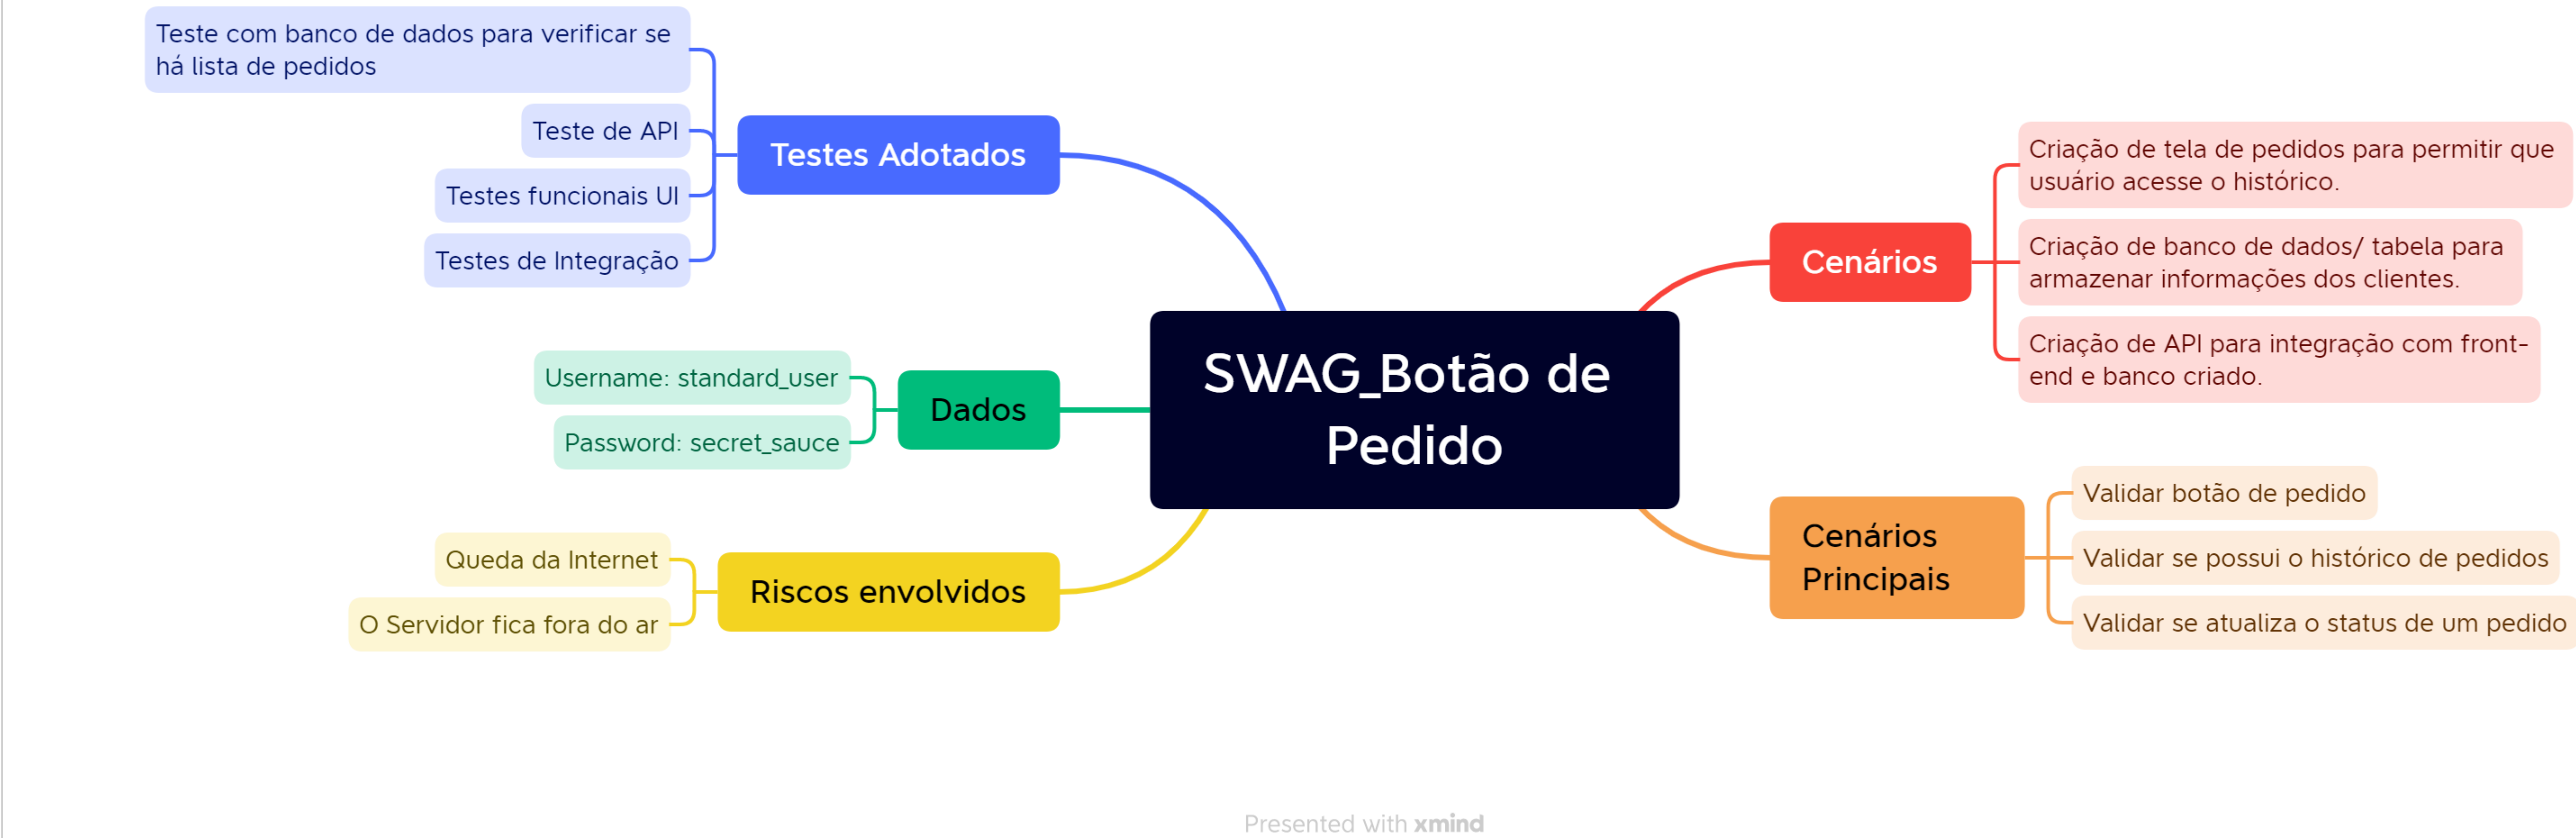 Teste com banco de dados para verificar se
há lista de pedidos
Teste de API
Testes funcionais UI
Testes de Integração
Testes Adotados
Username: standard_user
Password: secret_sauce
Dados
Queda da Internet
O Servidor fica fora do ar
Riscos envolvidos
SWAG_Botão de
Pedido
Cenários
Criação de tela de pedidos para permitir que
usuário acesse o histórico.
Criação de banco de dados/ tabela para
armazenar informações dos clientes.
Criação de API para integração com front-
end e banco criado.
Cenários
Principais
Validar botão de pedido
Validar se possui o histórico de pedidos
Validar se atualiza o status de um pedido
Presented with xmind